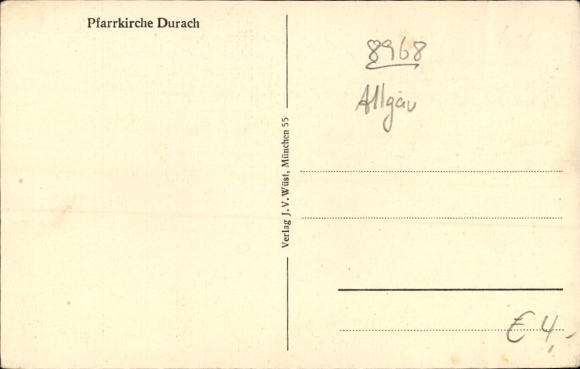 Pfarrkirche Durach
Verlag J. V. Wüst, München 55
8968
Allgäu
€ 4,-